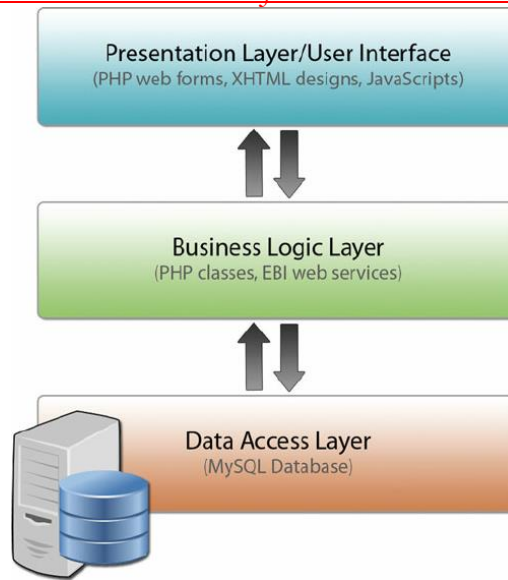 Presentation Layer/User Interface
(PHP web forms, XHTML designs, JavaScripts)
Business Logic Layer
(PHP classes, EBI web services)
Data Access Layer
(MySQL Database)